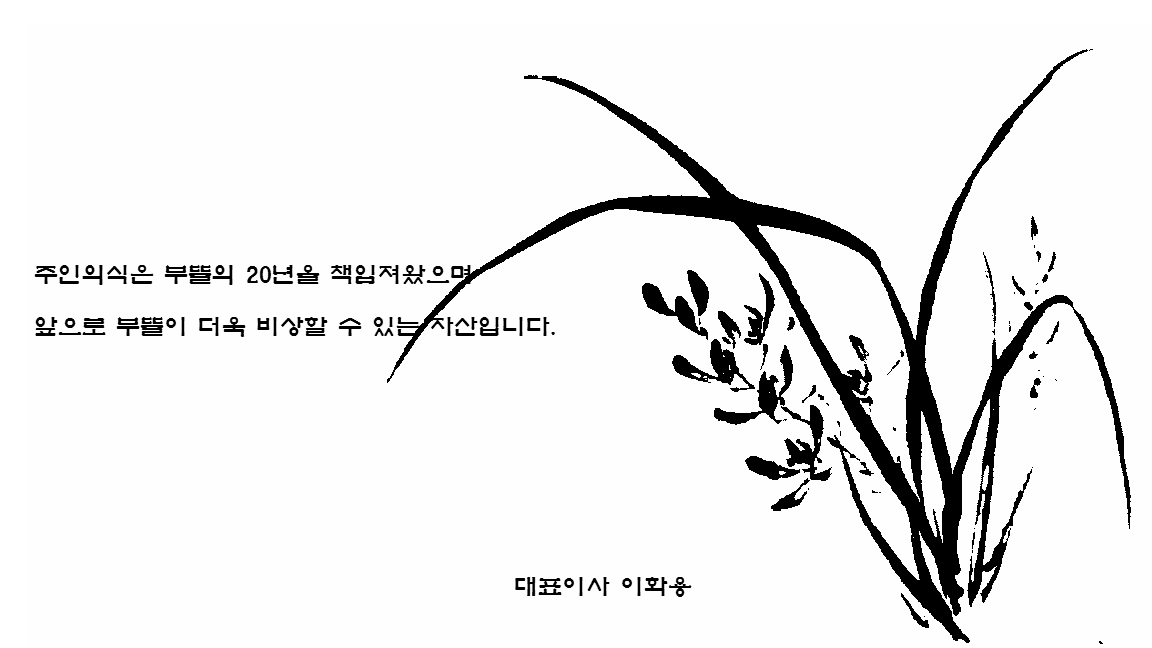 주인의식은 부뜰의 20년을 책임져왔으며
앞으로 부뜰이 더욱 비상할 수 있는 자산입니다.
대표이사 이화용